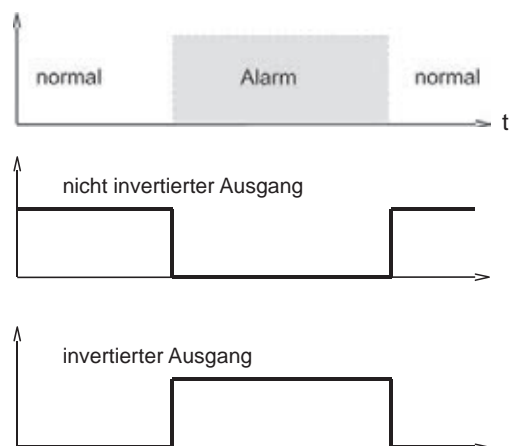 normal Alarm normal
t
nicht invertierter Ausgang
invertierter Ausgang